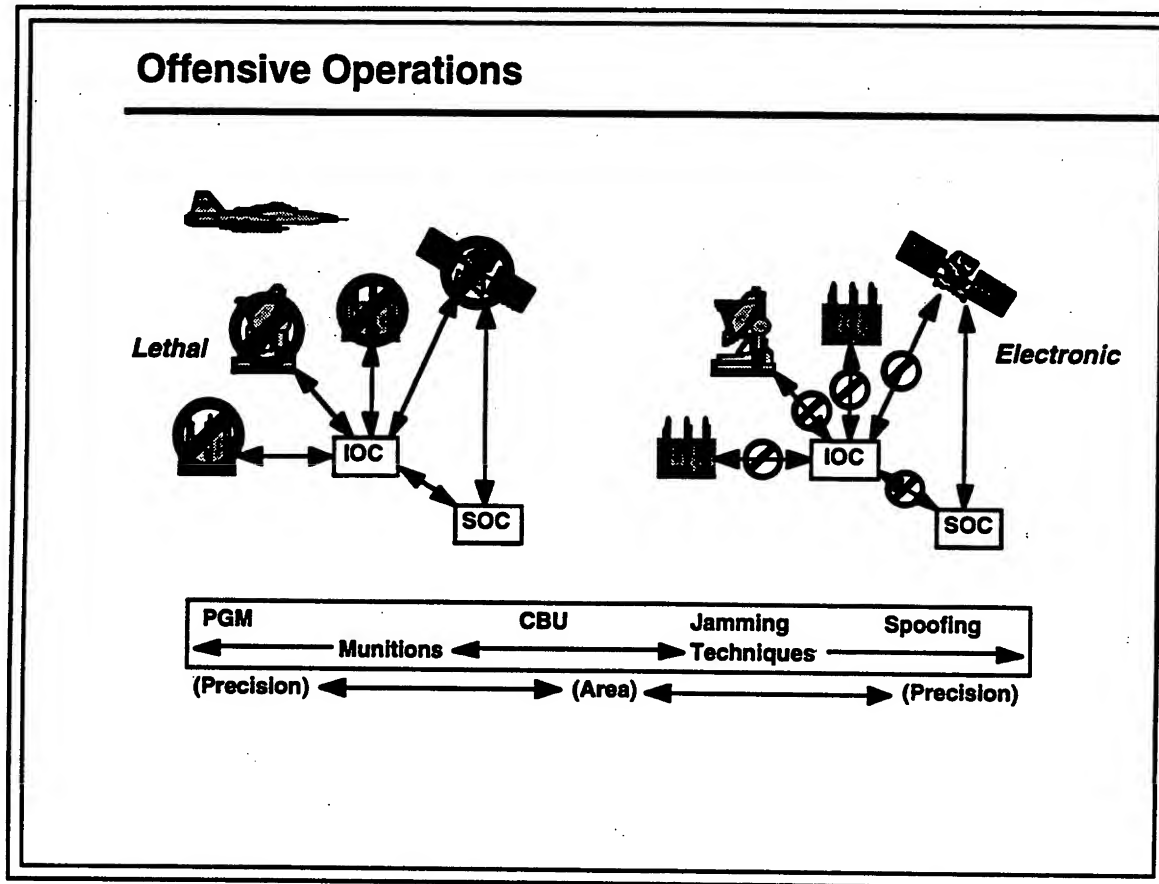 Offensive Operations
Lethal
Electronic
IOC
SOC
IOC
SOC
PGM CBU Jamming Spoofing
Munitions Techniques
(Precision) (Area) (Precision)